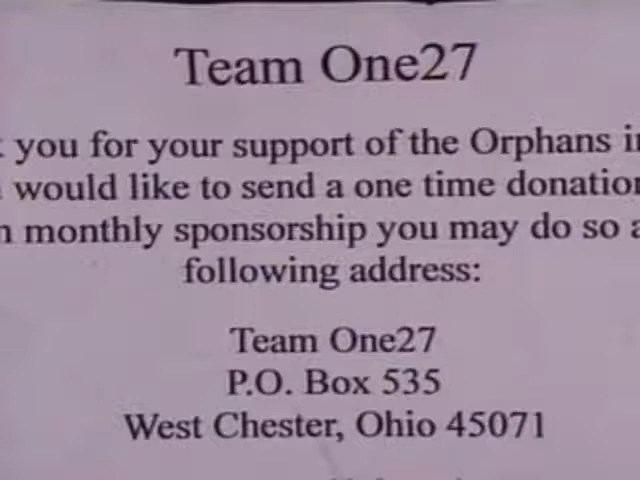 Team One27
you for your support of the Orphans
would like to send a one time donation
monthly sponsorship you may do so
following address:
Team One27
P.O. Box 535
West Chester, Ohio 45071